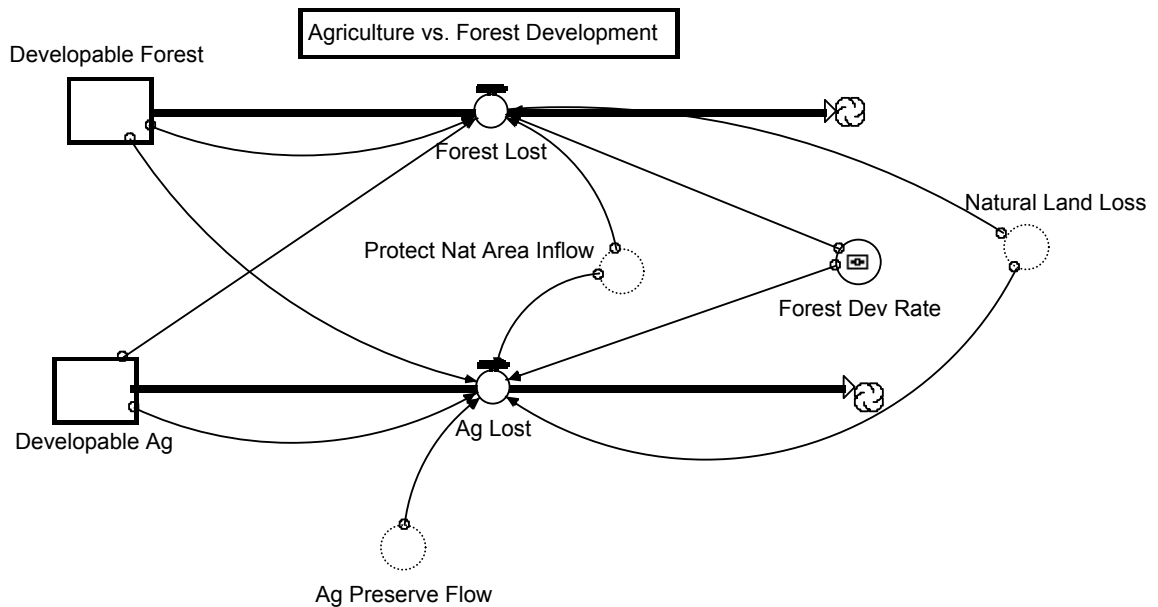 Agriculture vs. Forest Development
Developable Forest
Forest Lost
Natural Land Loss
Protect Nat Area Inflow
Forest Dev Rate
Developable Ag
Ag Lost
Ag Preserve Flow